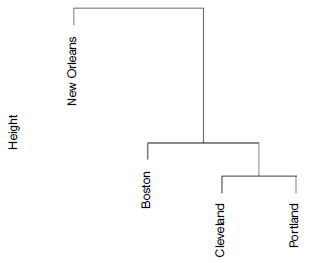 Height
New Orleans
Boston
Cleveland
Portland